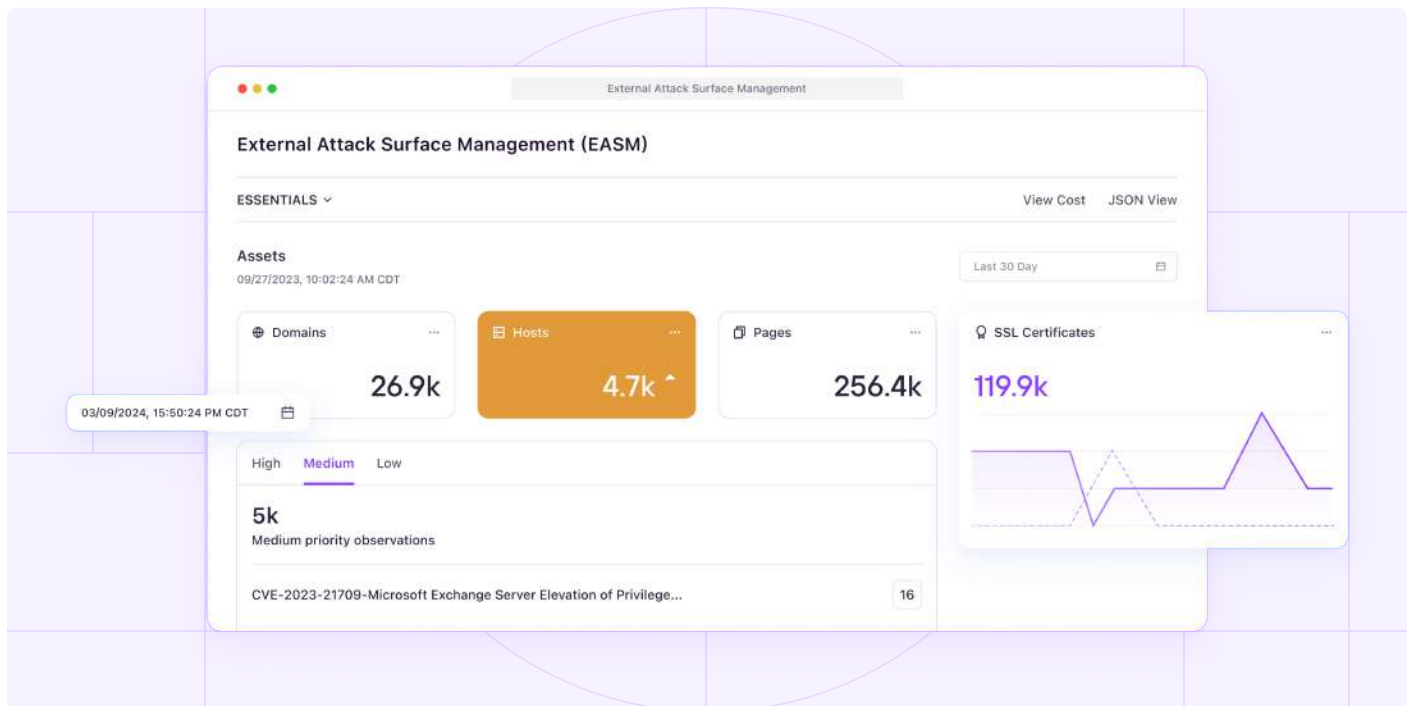 External Attack Surface Management
External Attack Surface Management (EASM)
ESSENTIALS
View Cost
JSON View
Assets
09/27/2023, 10:02:24 AM CDT
Last 30 Day
Domains
26.9k
Hosts
4.7k
Pages
256.4k
SSL Certificates
119.9k
03/09/2024, 15:50:24 PM CDT
High
Medium
Low
5k
Medium priority observations
CVE-2023-21709-Microsoft Exchange Server Elevation of Privilege...
16